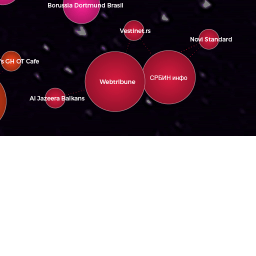 Borussia Dortmund Brasil
Vestinet.rs
Novi Standard
's GH OT Cafe
Webtribune
СРБИН инфо
Al Jazeera Balkans